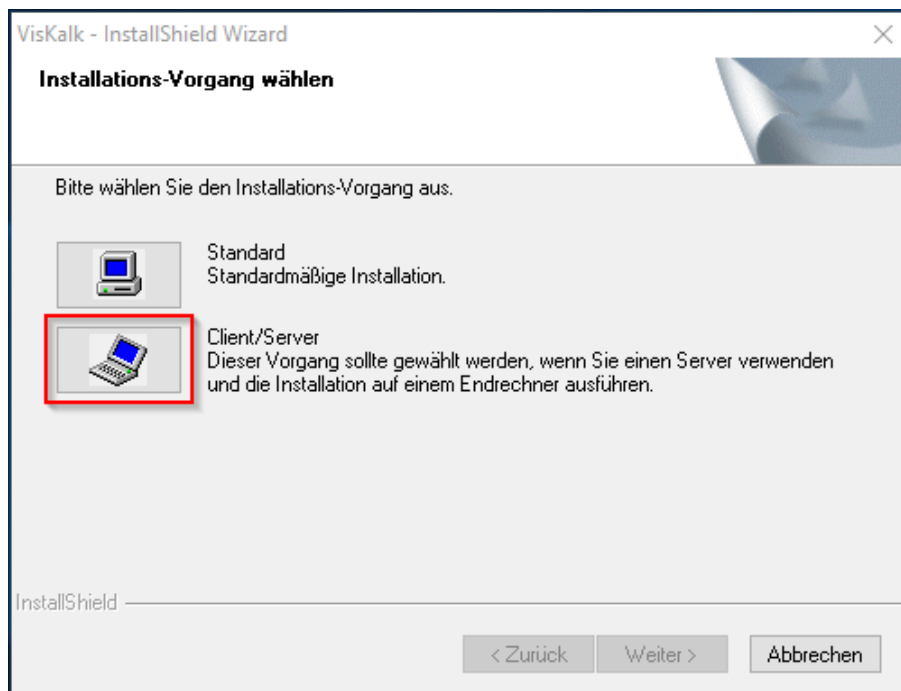 VisKalk - InstallShield Wizard
Installations-Vorgang wählen
Bitte wählen Sie den Installations-Vorgang aus.
Standard
Standardmäßige Installation.
Client/Server
Dieser Vorgang sollte gewählt werden, wenn Sie einen Server verwenden
und die Installation auf einem Endrechner ausführen.
InstallShield
< Zurück Weiter > Abbrechen